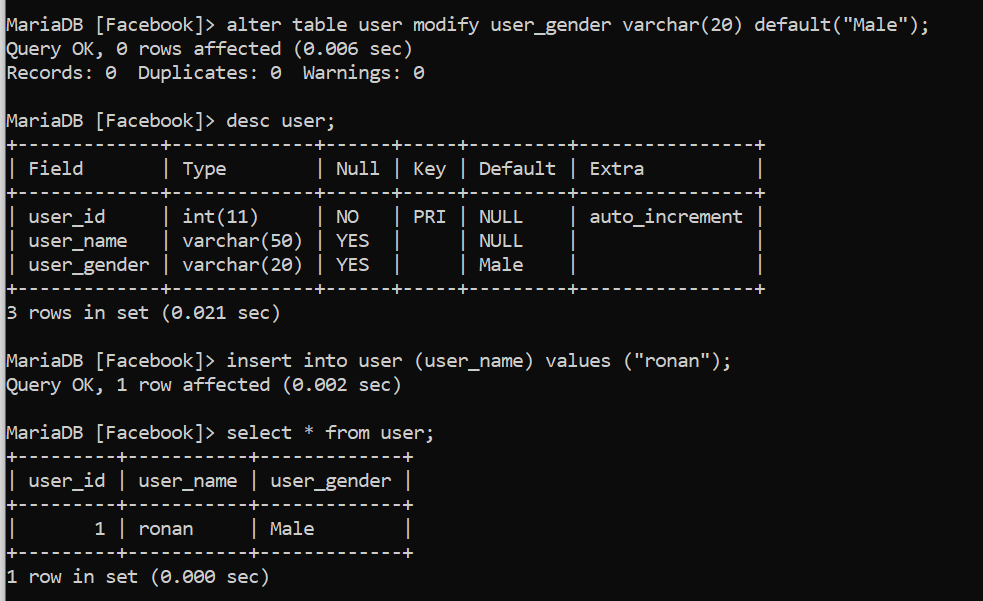 MariaDB [Facebook]> alter table user modify user_gender varchar(20) default("Male");
Query OK, 0 rows affected (0.006 sec)
Records: 0  Duplicates: 0  Warnings: 0

MariaDB [Facebook]> desc user;
+-------------+-------------+------+-----+---------+----------------+
| Field       | Type        | Null | Key | Default | Extra          |
+-------------+-------------+------+-----+---------+----------------+
| user_id     | int(11)     | NO   | PRI | NULL    | auto_increment |
| user_name   | varchar(50) | YES  |     | NULL    |                |
| user_gender | varchar(20) | YES  |     | Male    |                |
+-------------+-------------+------+-----+---------+----------------+
3 rows in set (0.021 sec)

MariaDB [Facebook]> insert into user (user_name) values ("ronan");
Query OK, 1 row affected (0.002 sec)

MariaDB [Facebook]> select * from user;
+---------+-----------+-------------+
| user_id | user_name | user_gender |
+---------+-----------+-------------+
|       1 | ronan     | Male        |
+---------+-----------+-------------+
1 row in set (0.000 sec)